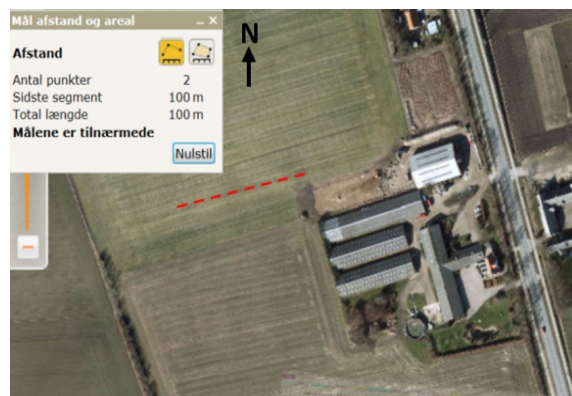 Mål afstand og areal
Afstand
Antal punkter 2
Sidste segment 100 m
Total længde 100 m
Målene er tilnærmede
Nulstil
N